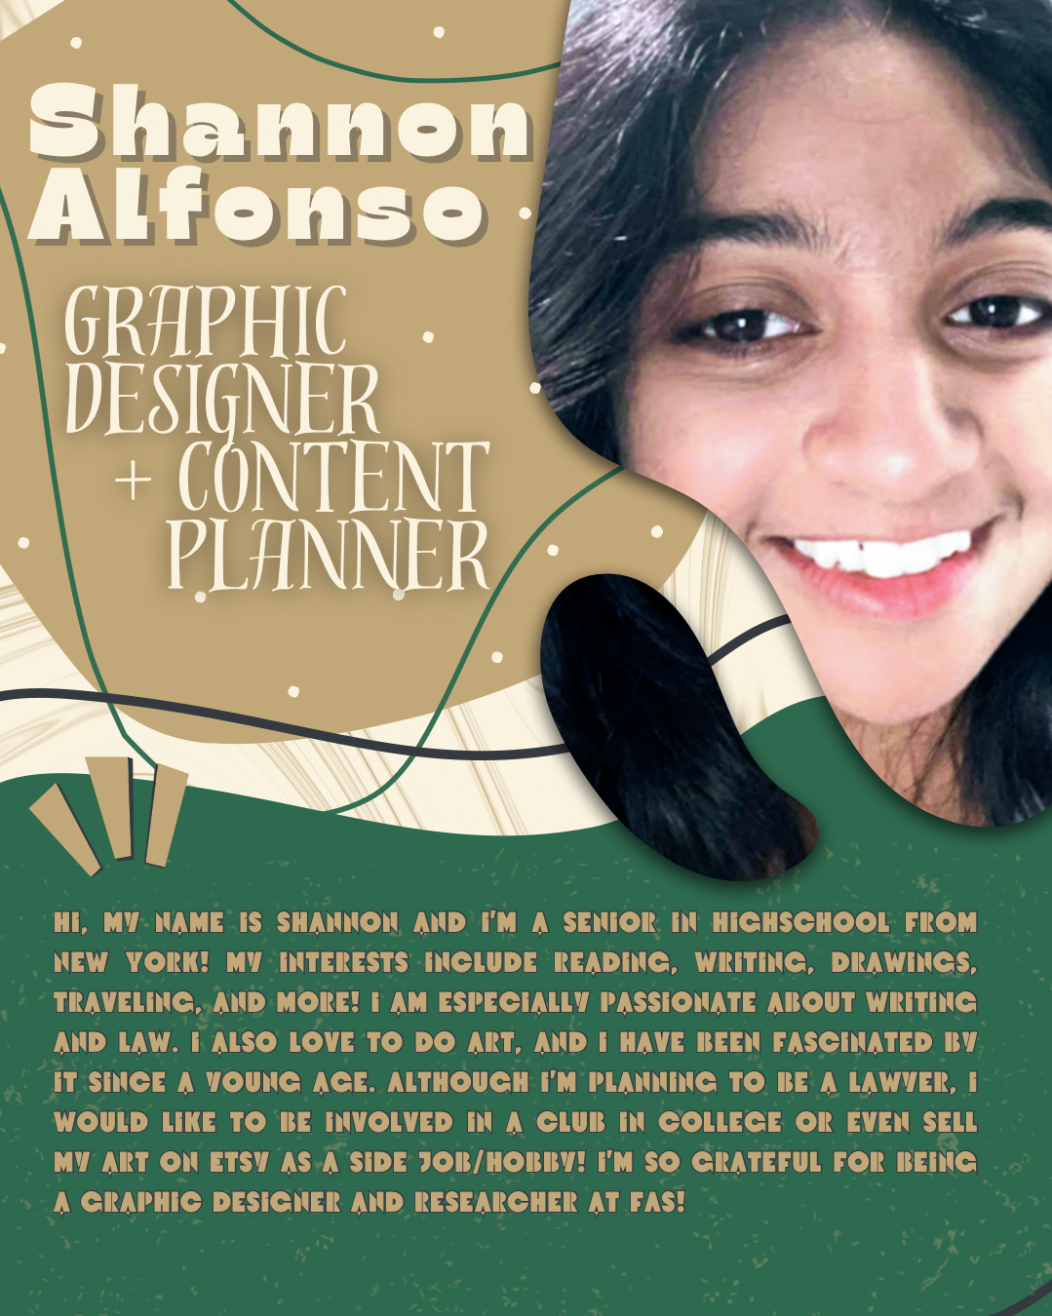 Shannon
Alfonso
GRAPHIC
DESIGNER
+ CONTENT
PLANNER
HI, MY NAME IS SHANNON AND I'M A SENIOR IN HIGHSCHOOL FROM
NEW YORK! MY INTERESTS INCLUDE READING, WRITING, DRAWINGS,
TRAVELING, AND MORE! I AM ESPECIALLY PASSIONATE ABOUT WRITING
AND LAW. I ALSO LOVE TO DO ART, AND I HAVE BEEN FASCINATED BY
IT SINCE A YOUNG AGE. ALTHOUGH I'M PLANNING TO BE A LAWYER, I
WOULD LIKE TO BE INVOLVED IN A CLUB IN COLLEGE OR EVEN SELL
MY ART ON ETSY AS A SIDE JOB/HOBBY! I'M SO GRATEFUL FOR BEING
A GRAPHIC DESIGNER AND RESEARCHER AT FAS!